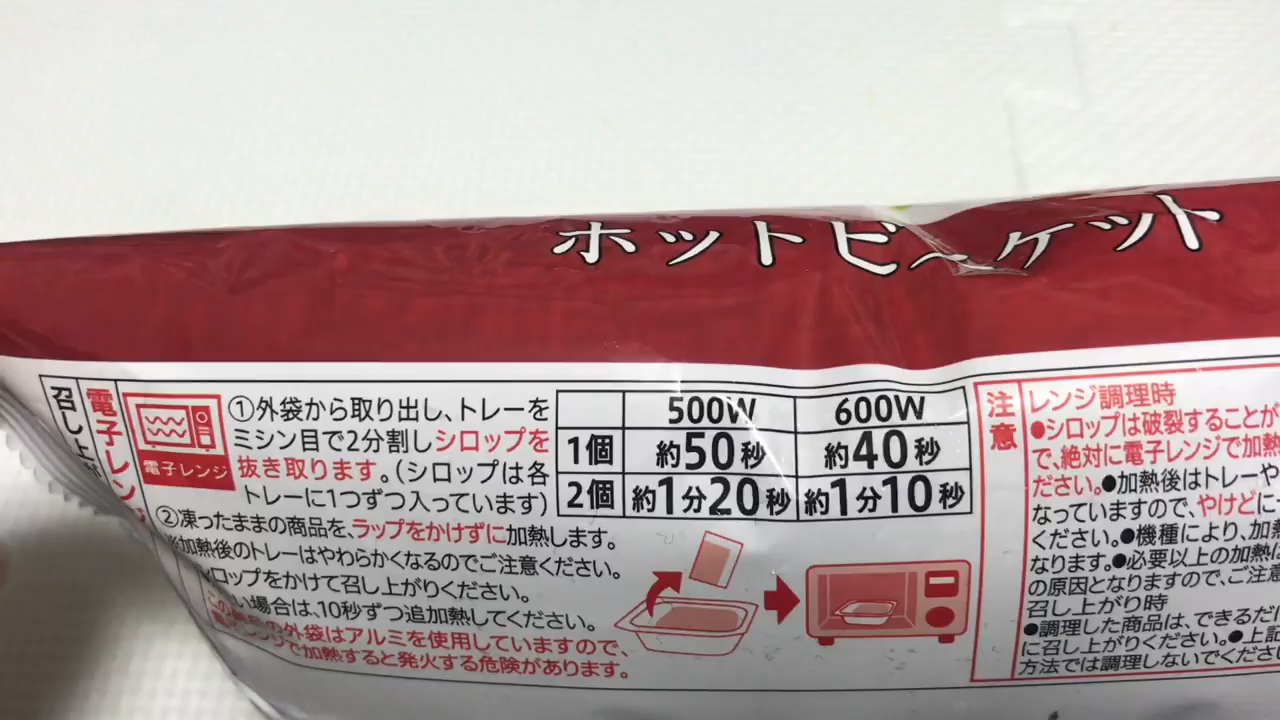 ホットビーケット
召し上が
電子レンジ
電子レンジ
①外袋から取り出し、トレーを
ミシン目で2分割しシロップを
抜き取ります。(シロップは各
トレーに1つずつ入っています)
②凍ったままの商品を、ラップをかけずに加熱します。
※加熱後のトレーはやわらかくなるのでご注意ください。
ロップをかけて召し上がりください。
い場合は、10秒ずつ追加熱してください。
の外袋はアルミを使用していますので、
で加熱すると発火する危険があります。
500W 600W
1個 約50秒 約40秒
2個 約1分20秒 約1分10秒
注意
レンジ調理時
●シロップは破裂することが
で、絶対に電子レンジで加熱
ださい。●加熱後はトレーや
なっていますので、やけどに
ください。●機種により、加熱
なります。●必要以上の加熱は
の原因となりますので、ご注意
召し上がり時
●調理した商品は、できるだけ
に召し上がりください。●上記
方法では調理しないでくださ